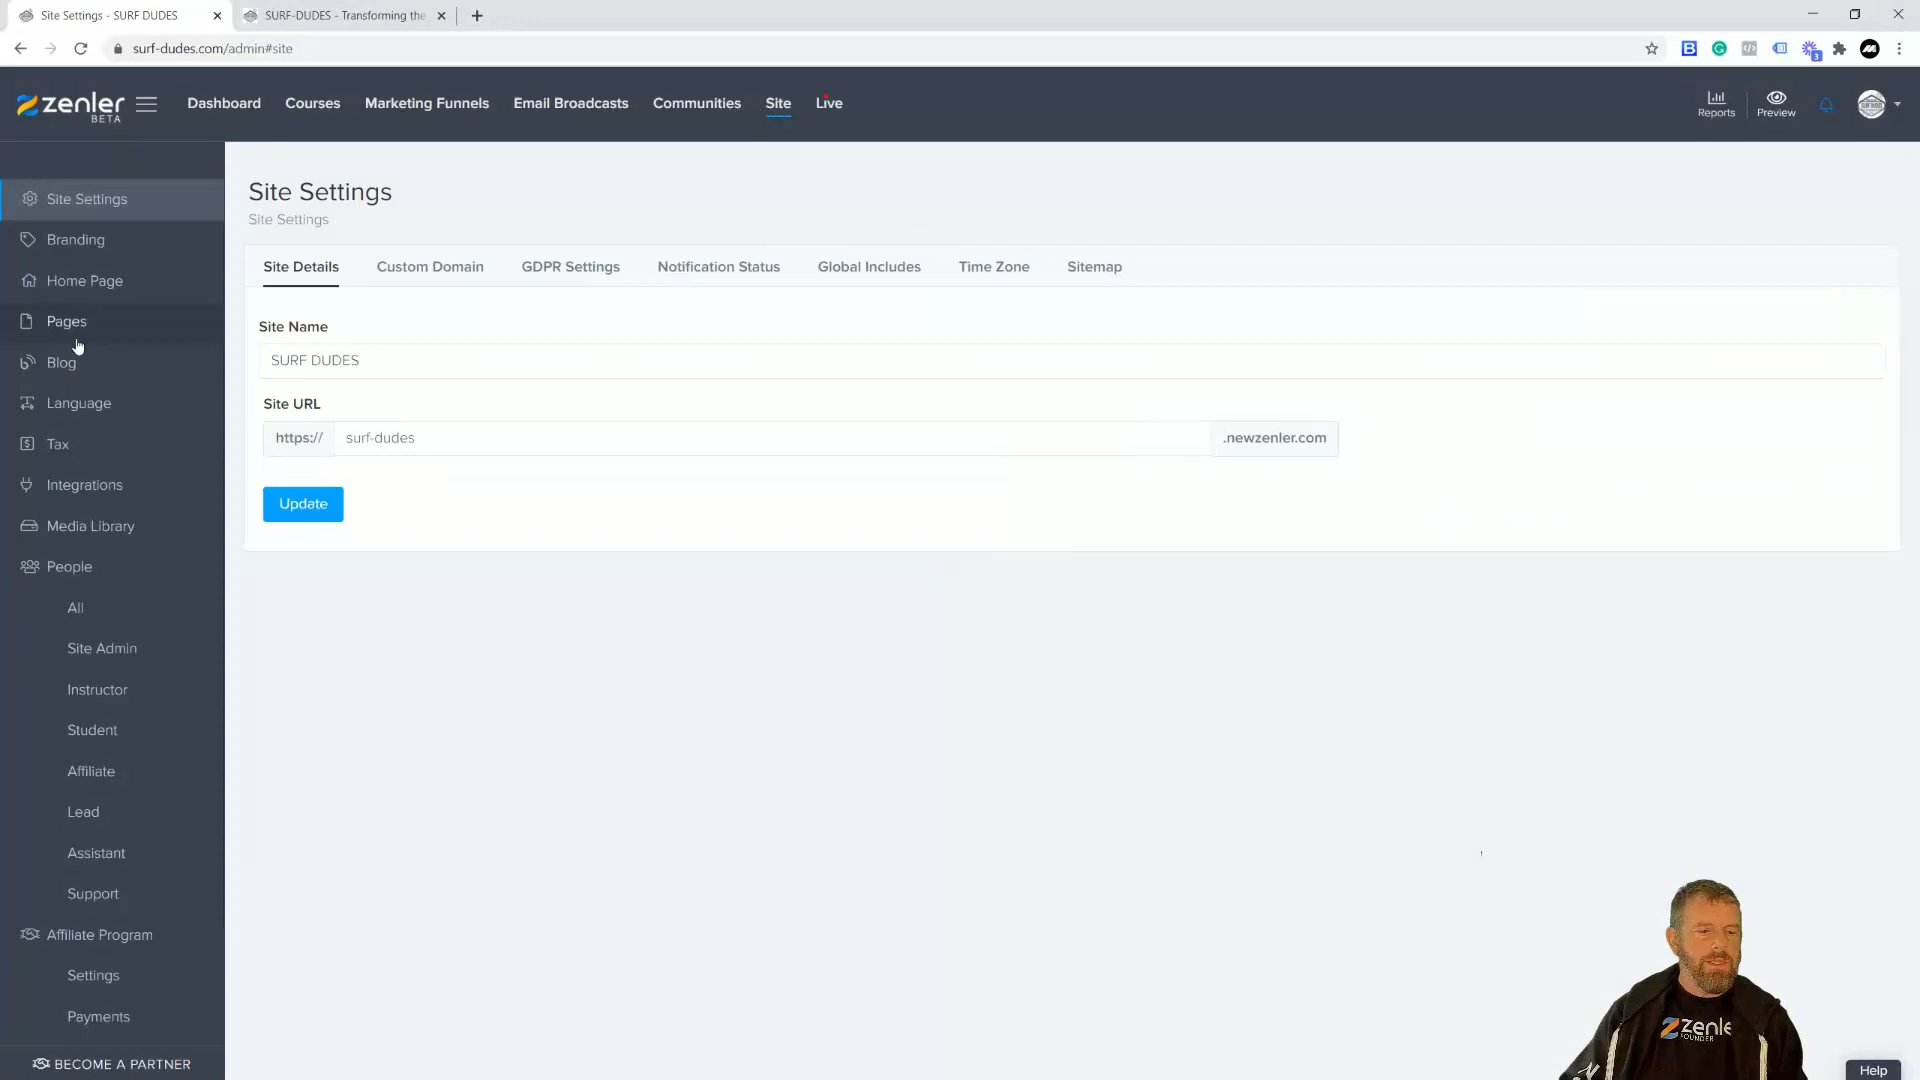 Site Settings - SURF DUDES
SURF-DUDES - Transforming the
surf-dudes.com/admin#site
3
zenler
BETA
Dashboard
Courses
Marketing Funnels
Email Broadcasts
Communities
Site
Live
Reports
Preview
Site Settings
Branding
Home Page
Pages
Blog
Language
Tax
Integrations
Media Library
People
All
Site Admin
Instructor
Student
Affiliate
Lead
Assistant
Support
Affiliate Program
Settings
Payments
BECOME A PARTNER
Site Settings
Site Settings
Site Details
Custom Domain
GDPR Settings
Notification Status
Global Includes
Time Zone
Sitemap
Site Name
SURF DUDES
Site URL
https://
surf-dudes
.newzenler.com
Update
zenle
FOUNDER
Help